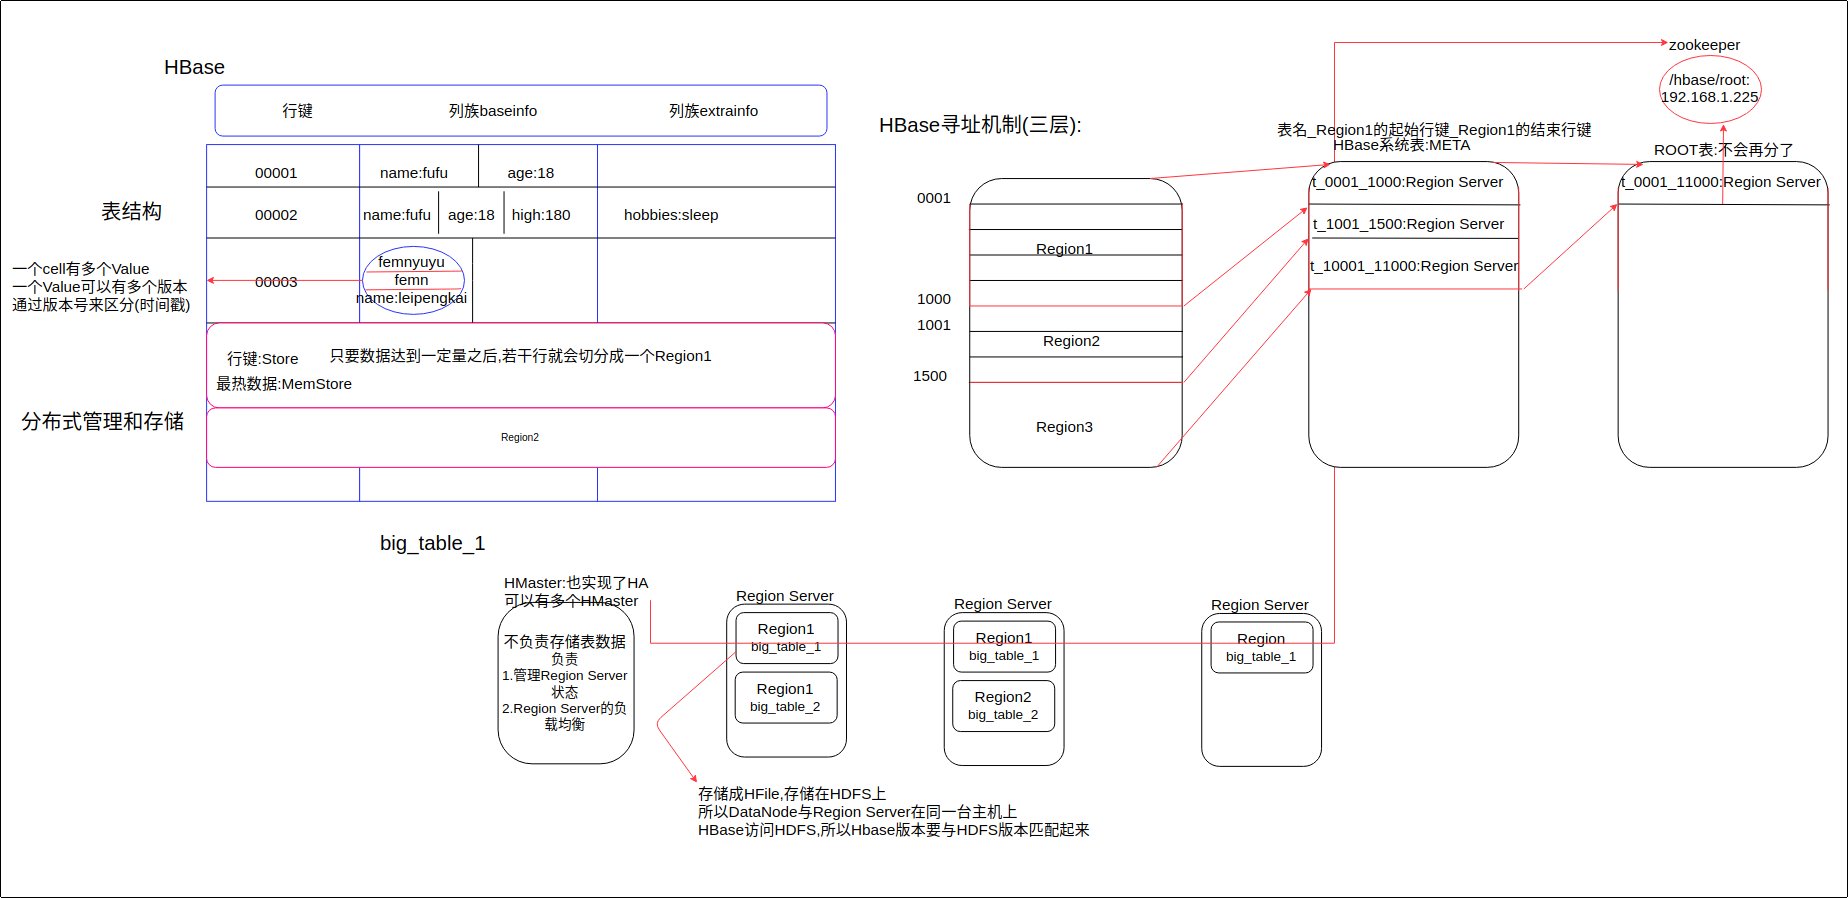 HBase
行键
列族baseinfo
列族extrainfo
表结构
00001
name:fufu
age:18
00002
name:fufu
age:18
high:180
hobbies:sleep
一个cell有多个Value
一个Value可以有多个版本
通过版本号来区分(时间戳)
00003
femnyuyu
femn
name:leipengkai
行键:Store
只要数据达到一定量之后,若干行就会切分成一个Region1
最热数据:MemStore
分布式管理和存储
Region2
HBase寻址机制(三层):
0001
Region1
1000
1001
Region2
1500
Region3
表名_Region1的起始行键_Region1的结束行键
HBase系统表:META
t_0001_1000:Region Server
t_1001_1500:Region Server
t_10001_11000:Region Server
zookeeper
/hbase/root:
192.168.1.225
ROOT表:不会再分了
t_0001_11000:Region Server
big_table_1
HMaster:也实现了HA
可以有多个HMaster
不负责存储表数据
负责
1.管理Region Server
状态
2.Region Server的负
载均衡
Region Server
Region1
big_table_1
Region1
big_table_2
Region Server
Region1
big_table_1
Region2
big_table_2
Region Server
Region
big_table_1
存储成HFile,存储在HDFS上
所以DataNode与Region Server在同一台主机上
HBase访问HDFS,所以Hbase版本要与HDFS版本匹配起来